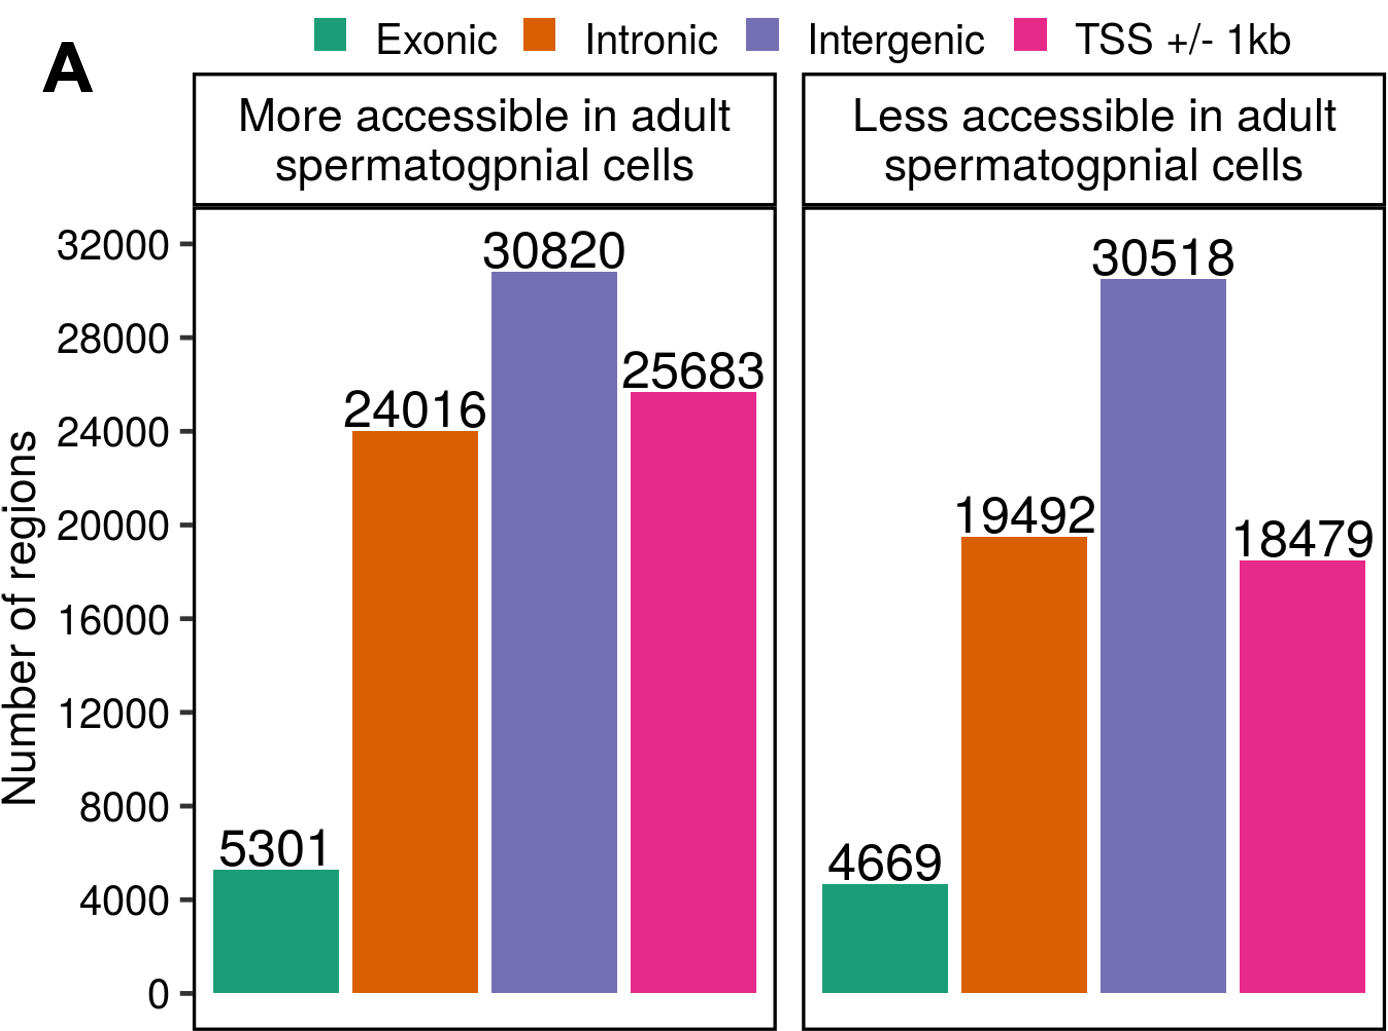 A
Exonic Intronic Intergenic TSS +/- 1kb
More accessible in adult
spermatogpnial cells
Less accessible in adult
spermatogpnial cells
Number of regions
32000
28000
24000
20000
16000
12000
8000
4000
0
5301
24016
30820
25683
4669
19492
30518
18479